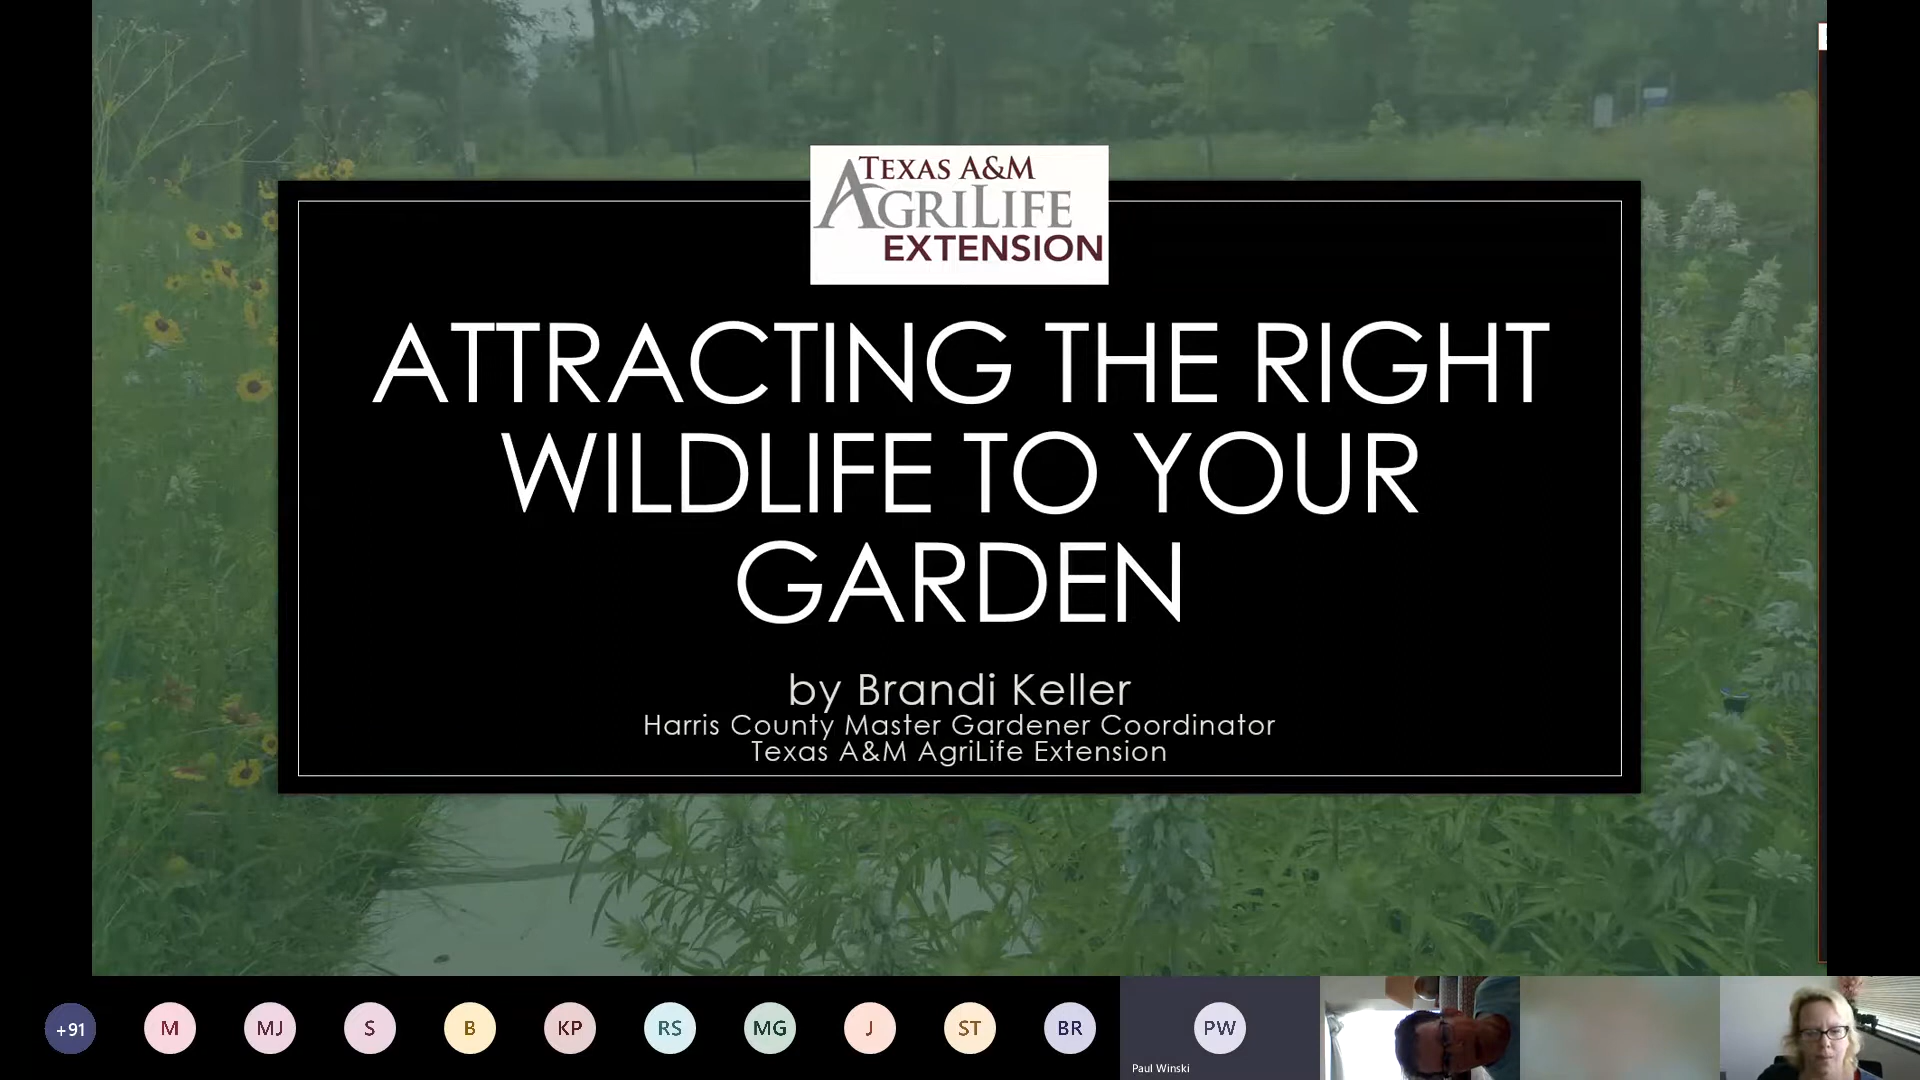 TEXAS A&M
AGRILIFE
EXTENSION
ATTRACTING THE RIGHT
WILDLIFE TO YOUR
GARDEN
by Brandi Keller
Harris County Master Gardener Coordinator
Texas A&M AgriLife Extension
+91
M
MJ
S
B
KP
RS
MG
J
ST
BR
PW
Paul Winski